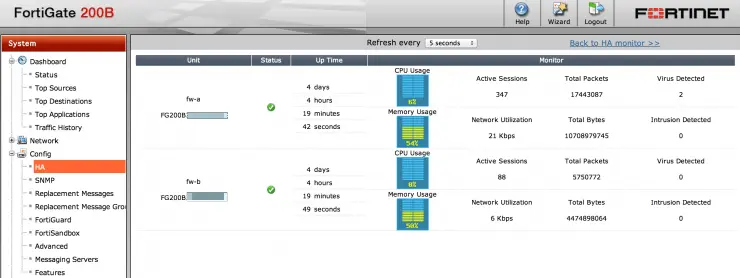 FortiGate 200B
Help
Wizard
Logout
FORTINET
System
Refresh every 5 seconds
Back to HA monitor >>
Dashboard
Status
Top Sources
Top Destinations
Top Applications
Traffic History
Network
Config
HA
SNMP
Replacement Messages
Replacement Message Grou
FortiGuard
FortiSandbox
Advanced
Messaging Servers
Features
Unit Status Up Time Monitor
fw-a
FG200B
4 days
4 hours
19 minutes
42 seconds
CPU Usage
6%
Memory Usage
54%
Active Sessions Total Packets Virus Detected
347 17443087 2
Network Utilization Total Bytes Intrusion Detected
21 Kbps 10708979745 0
fw-b
FG200B
4 days
4 hours
19 minutes
49 seconds
CPU Usage
Memory Usage
Active Sessions Total Packets Virus Detected
88 5750772 0
Network Utilization Total Bytes Intrusion Detected
6 Kbps 4474898064 0